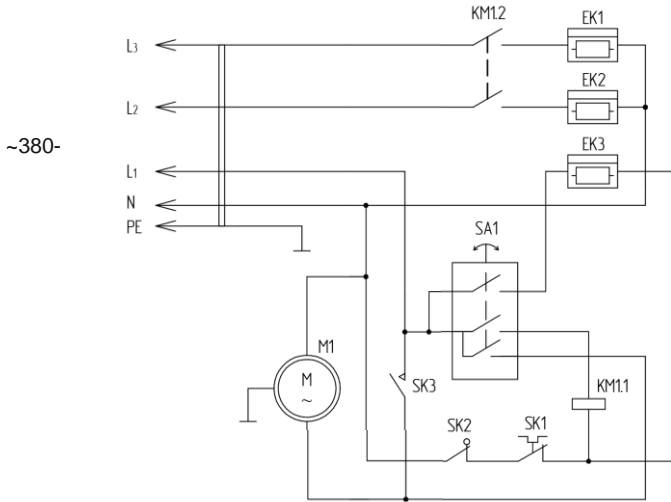 KM1.2
EK1
L3
EK2
L2
~380-
EK3
L1
N
SA1
PE
M1
M
~
SK3
KM1.1
SK2
SK1